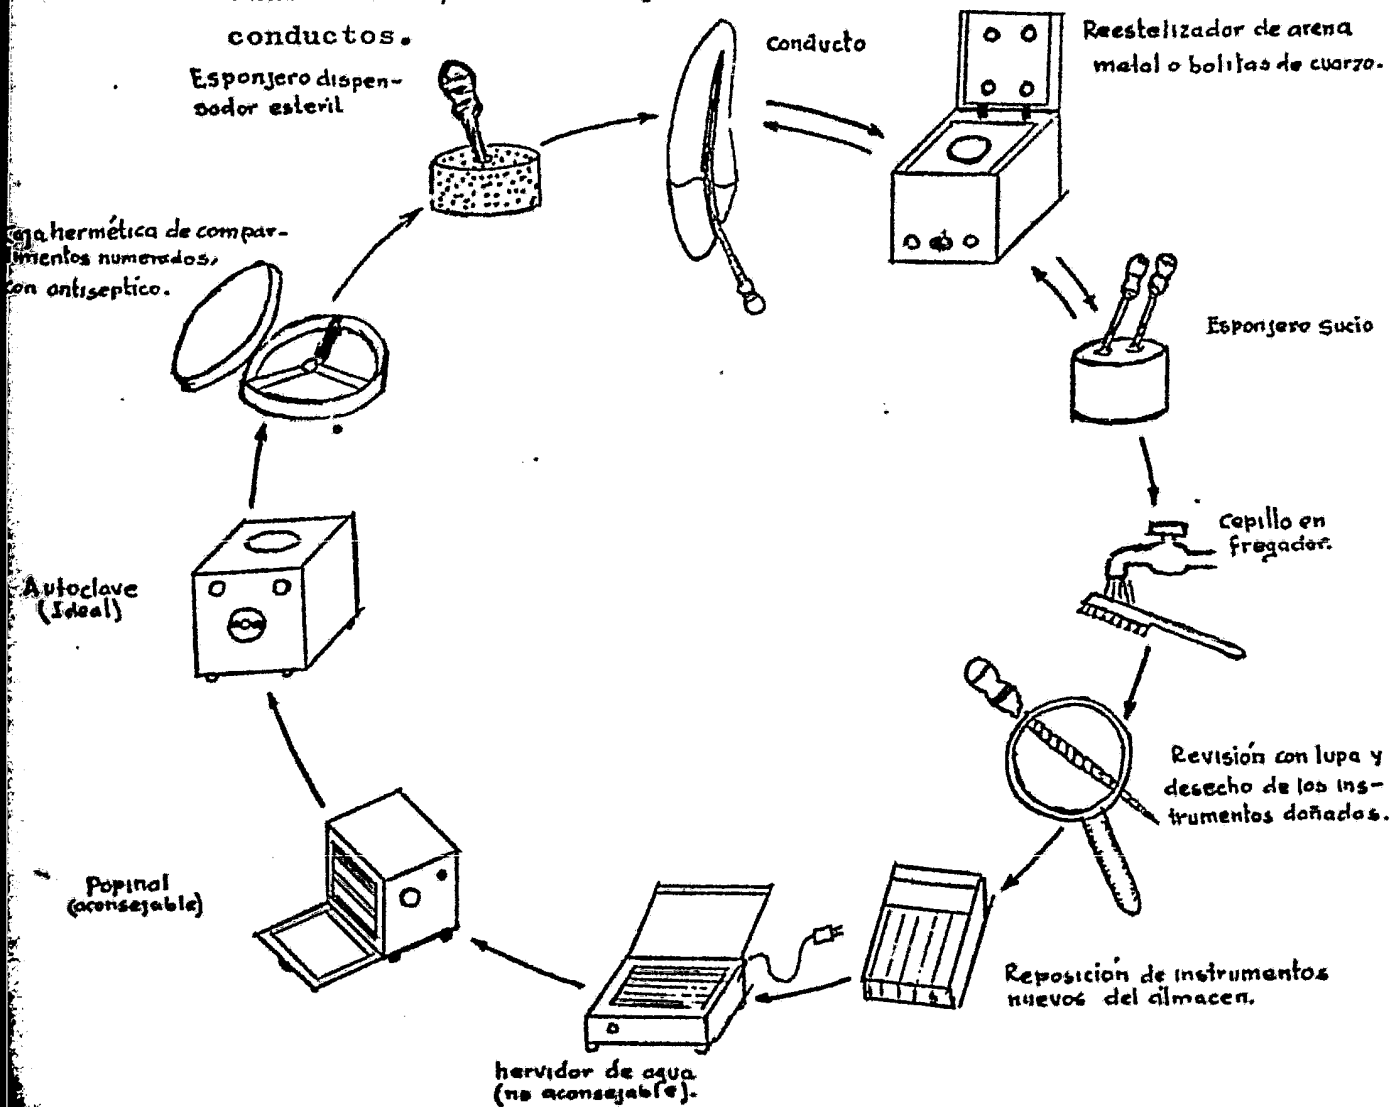 conductos.
Esponjero dispen-
sador esteril
conducto
Reestelizador de arena
metal o bolitas de cuarzo.
hermética de compar-
timentos numerados,
con antiseptico.
Esponjero sucio
Cepillo en
fregador.
Autoclave
(Ideal)
Revisión con lupa y
desecho de los ins-
trumentos dañados.
Popinal
(aconsejable)
Reposición de instrumentos
nuevos del almacen.
hervidor de agua
(no aconsejable).